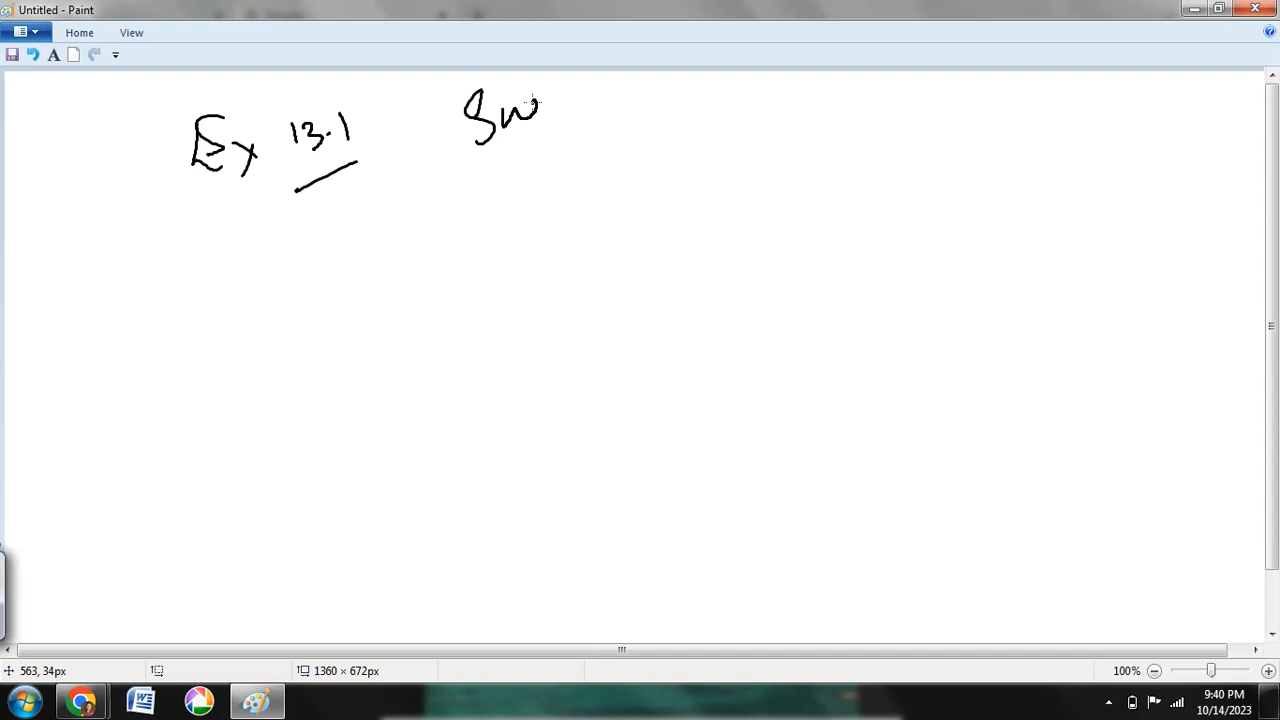 Untitled - Paint
Home View
A
Ex 13.1
563, 34px 1360 × 672px 100%
9:40 PM
10/14/2023